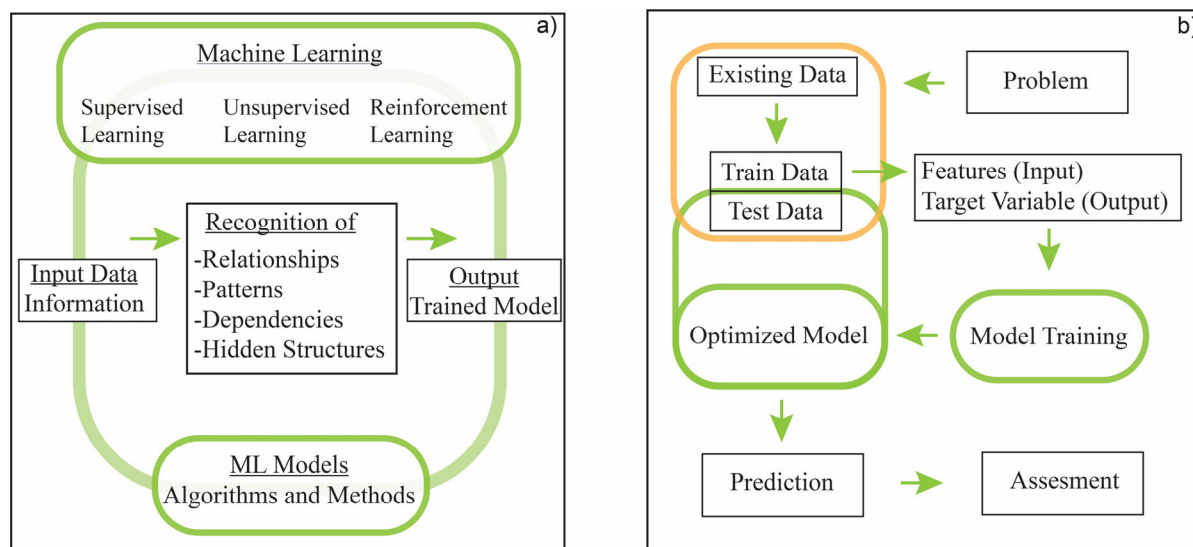 a)
Machine Learning
Supervised Learning
Unsupervised Learning
Reinforcement Learning
Input Data
Information
Recognition of
-Relationships
-Patterns
-Dependencies
-Hidden Structures
Output
Trained Model
ML Models
Algorithms and Methods
b)
Existing Data
Problem
Train Data
Test Data
Features (Input)
Target Variable (Output)
Optimized Model
Model Training
Prediction
Assesment